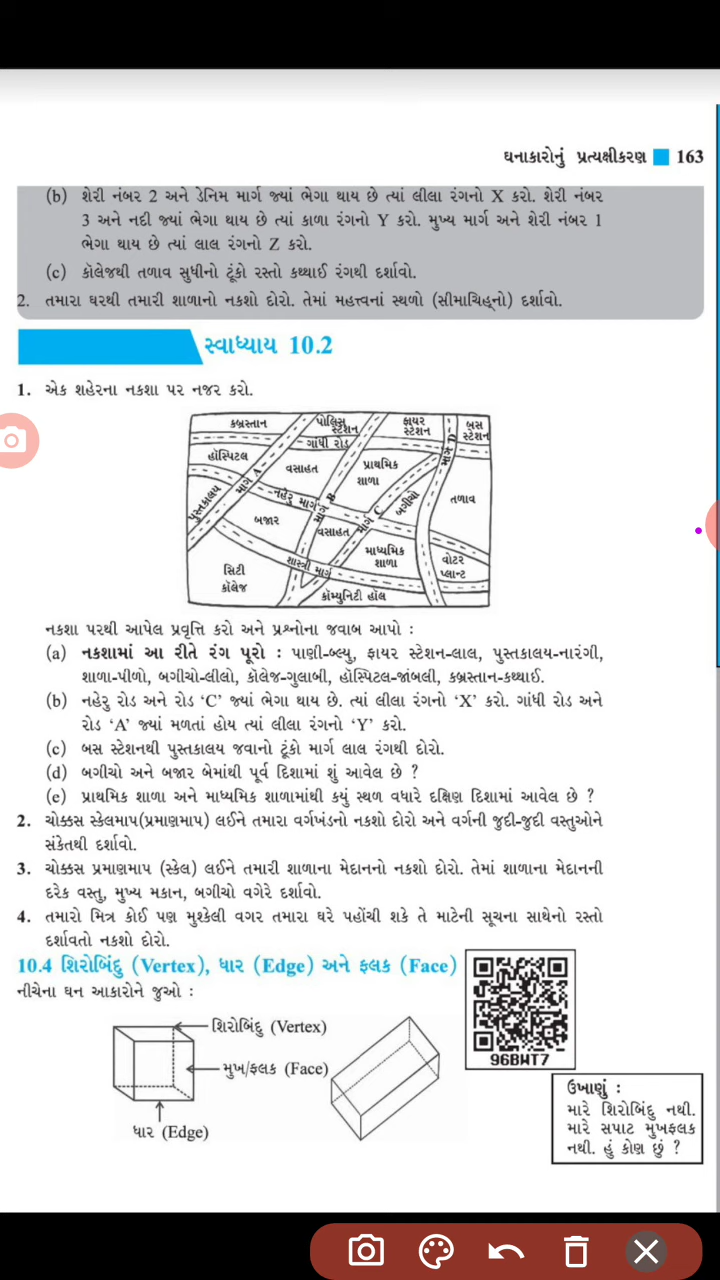 ઘનાકારોનું પ્રત્યક્ષીકરણ 163
(b) શેરી નંબર 2 અને ડેનિમ માર્ગ જ્યાં ભેગા થાય છે ત્યાં લીલા રંગનો X કરો. શેરી નંબર
3 અને નદી જ્યાં ભેગા થાય છે ત્યાં કાળા રંગનો Y કરો. મુખ્ય માર્ગ અને શેરી નંબર 1
ભેગા થાય છે ત્યાં લાલ રંગનો Z કરો.
(c) કૉલેજથી તળાવ સુધીનો ટૂંકો રસ્તો કથ્થાઈ રંગથી દર્શાવો.
2. તમારા ઘરથી તમારી શાળાનો નકશો દોરો. તેમાં મહત્ત્વનાં સ્થળો (સીમાચિહ્નો) દર્શાવો.
સ્વાધ્યાય 10.2
1. એક શહેરના નકશા પર નજર કરો.
કબ્રસ્તાન
પોલિસ
સ્ટેશન
ફાયર
સ્ટેશન
બસ
સ્ટેશન
ગાંધી રોડ
હૉસ્પિટલ
માર્ગ A
વસાહત
પ્રાથમિક
શાળા
માર્ગ D
પુસ્તકાલય
નહેરુ માર્ગ
માર્ગ B
માર્ગ C
બગીચો
તળાવ
બજાર
વસાહત
માધ્યમિક
શાળા
વોટર
પ્લાન્ટ
શાસ્ત્રી માર્ગ
સિટી
કૉલેજ
કૉમ્યુનિટી હૉલ
નકશા પરથી આપેલ પ્રવૃત્તિ કરો અને પ્રશ્નોના જવાબ આપો :
(a) નકશામાં આ રીતે રંગ પૂરો : પાણી-બ્લ્યુ, ફાયર સ્ટેશન-લાલ, પુસ્તકાલય-નારંગી,
શાળા-પીળો, બગીચો-લીલો, કૉલેજ-ગુલાબી, હૉસ્પિટલ-જાંબલી, કબ્રસ્તાન-કથ્થાઈ.
(b) નહેરુ રોડ અને રોડ ‘C’ જ્યાં ભેગા થાય છે. ત્યાં લીલા રંગનો ‘X’ કરો. ગાંધી રોડ અને
રોડ ‘A’ જ્યાં મળતાં હોય ત્યાં લીલા રંગનો ‘Y’ કરો.
(c) બસ સ્ટેશનથી પુસ્તકાલય જવાનો ટૂંકો માર્ગ લાલ રંગથી દોરો.
(d) બગીચો અને બજાર બેમાંથી પૂર્વ દિશામાં શું આવેલ છે ?
(e) પ્રાથમિક શાળા અને માધ્યમિક શાળામાંથી કયું સ્થળ વધારે દક્ષિણ દિશામાં આવેલ છે ?
2. ચોક્કસ સ્કેલમાપ(પ્રમાણમાપ) લઈને તમારા વર્ગખંડનો નકશો દોરો અને વર્ગની જુદી-જુદી વસ્તુઓને
સંકેતથી દર્શાવો.
3. ચોક્કસ પ્રમાણમાપ (સ્કેલ) લઈને તમારી શાળાના મેદાનનો નકશો દોરો. તેમાં શાળાના મેદાનની
દરેક વસ્તુ, મુખ્ય મકાન, બગીચો વગેરે દર્શાવો.
4. તમારો મિત્ર કોઈ પણ મુશ્કેલી વગર તમારા ઘરે પહોંચી શકે તે માટેની સૂચના સાથેનો રસ્તો
દર્શાવતો નકશો દોરો.
10.4 શિરોબિંદુ (Vertex), ધાર (Edge) અને ફલક (Face)
નીચેના ઘન આકારોને જુઓ :
શિરોબિંદુ (Vertex)
મુખ/ફલક (Face)
ધાર (Edge)
96BWT7
ઉખાણું :
મારે શિરોબિંદુ નથી.
મારે સપાટ મુખફલક
નથી. હું કોણ છું ?